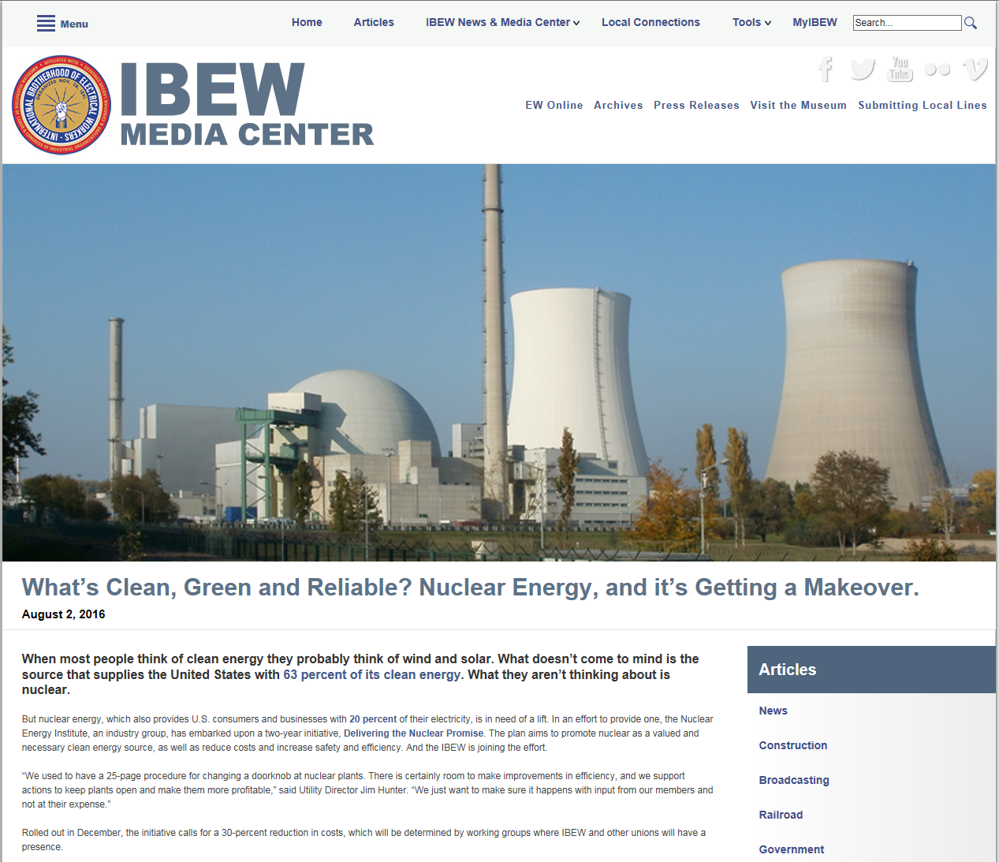 Menu
Home Articles IBEW News & Media Center Local Connections Tools MyIBEW Search...
IBEW
MEDIA CENTER
INTERNATIONAL BROTHERHOOD OF ELECTRICAL WORKERS
ORGANIZED NOV. 28, 1891
You
Tube
EW Online Archives Press Releases Visit the Museum Submitting Local Lines
What’s Clean, Green and Reliable? Nuclear Energy, and it’s Getting a Makeover.
August 2, 2016
When most people think of clean energy they probably think of wind and solar. What doesn’t come to mind is the
source that supplies the United States with 63 percent of its clean energy. What they aren’t thinking about is
nuclear.
But nuclear energy, which also provides U.S. consumers and businesses with 20 percent of their electricity, is in need of a lift. In an effort to provide one, the Nuclear
Energy Institute, an industry group, has embarked upon a two-year initiative, Delivering the Nuclear Promise. The plan aims to promote nuclear as a valued and
necessary clean energy source, as well as reduce costs and increase safety and efficiency. And the IBEW is joining the effort.
“We used to have a 25-page procedure for changing a doorknob at nuclear plants. There is certainly room to make improvements in efficiency, and we support
actions to keep plants open and make them more profitable,” said Utility Director Jim Hunter. “We just want to make sure it happens with input from our members and
not at their expense.”
Rolled out in December, the initiative calls for a 30-percent reduction in costs, which will be determined by working groups where IBEW and other unions will have a
presence.
Articles
News
Construction
Broadcasting
Railroad
Government